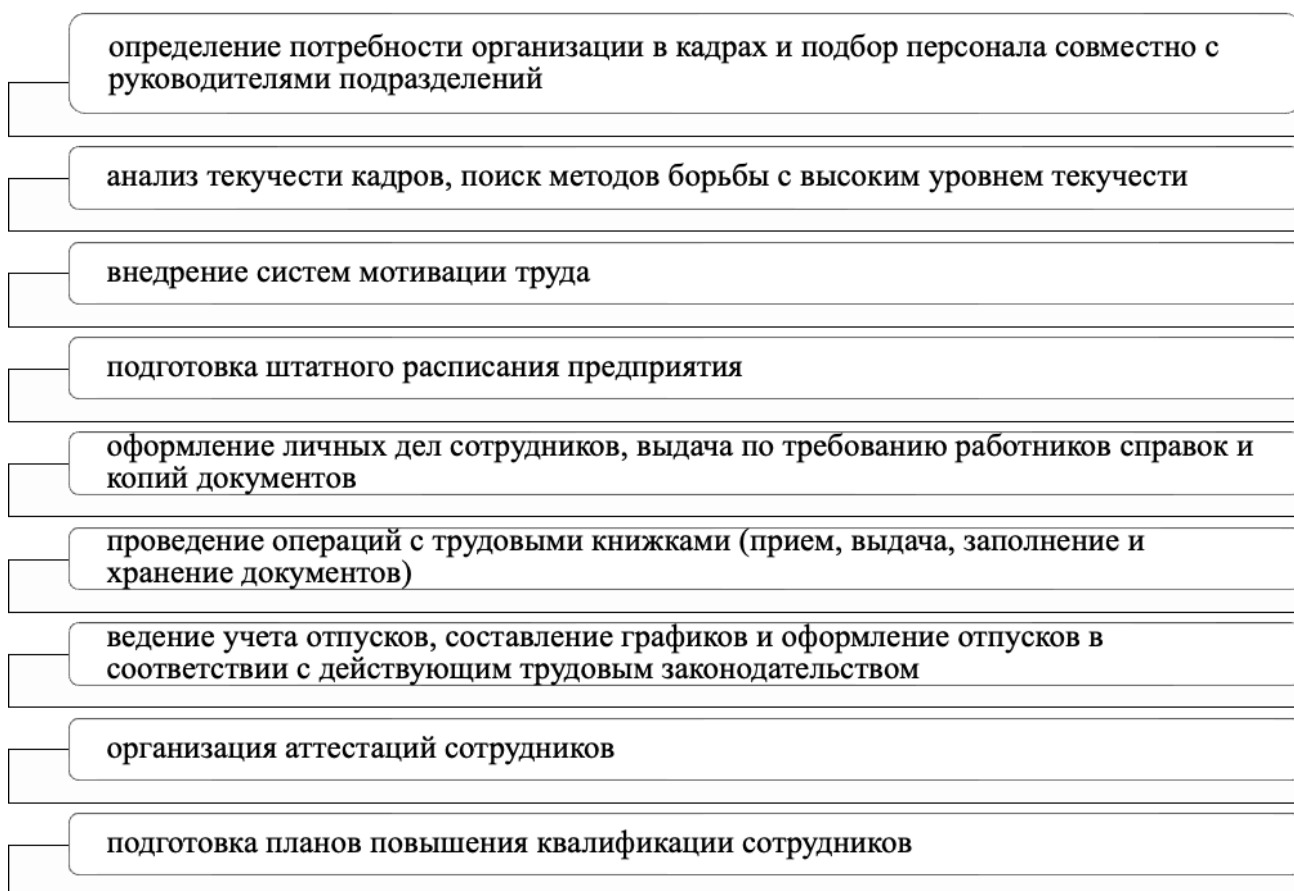 определение потребности организации в кадрах и подбор персонала совместно с
руководителями подразделений
анализ текучести кадров, поиск методов борьбы с высоким уровнем текучести
внедрение систем мотивации труда
подготовка штатного расписания предприятия
оформление личных дел сотрудников, выдача по требованию работников справок и
копий документов
проведение операций с трудовыми книжками (прием, выдача, заполнение и
хранение документов)
ведение учета отпусков, составление графиков и оформление отпусков в
соответствии с действующим трудовым законодательством
организация аттестаций сотрудников
подготовка планов повышения квалификации сотрудников